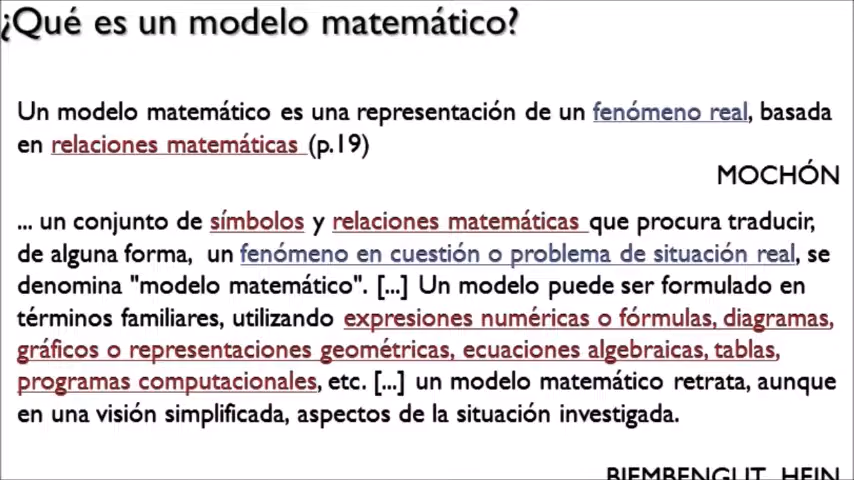 ¿Qué es un modelo matemático?
Un modelo matemático es una representación de un fenómeno real, basada
en relaciones matemáticas (p.19)
MOCHÓN
... un conjunto de símbolos y relaciones matemáticas que procura traducir,
de alguna forma, un fenómeno en cuestión o problema de situación real, se
denomina "modelo matemático". [...] Un modelo puede ser formulado en
términos familiares, utilizando expresiones numéricas o fórmulas, diagramas,
gráficos o representaciones geométricas, ecuaciones algebraicas, tablas,
programas computacionales, etc. [...] un modelo matemático retrata, aunque
en una visión simplificada, aspectos de la situación investigada.
BIEMBENGUT, HEIN